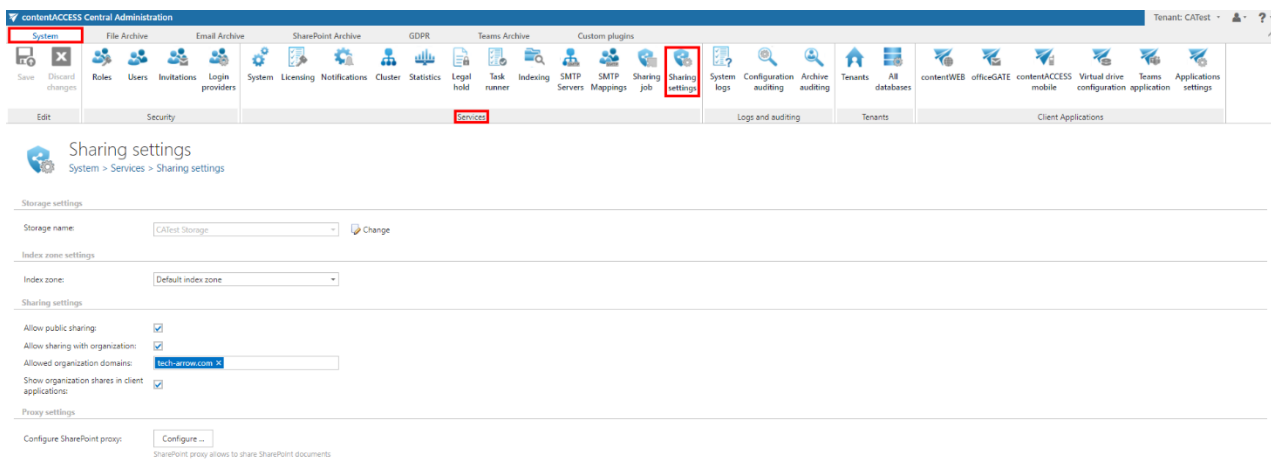 contentACCESS Central Administration
Tenant: CATest
?
System File Archive Email Archive SharePoint Archive GDPR Teams Archive Custom plugins
Save Discard changes Roles Users Invitations Login providers System Licensing Notifications Cluster Statistics Legal hold Task runner Indexing SMTP Servers SMTP Mappings Sharing job Sharing settings System logs Configuration auditing Archive auditing Tenants All databases contentWEB officeGATE contentACCESS mobile Virtual drive configuration Teams application Applications settings
Edit Security Services Logs and auditing Tenants Client Applications
Sharing settings
System > Services > Sharing settings
Storage settings
Storage name: CATest Storage Change
Index zone settings
Index zone: Default index zone
Sharing settings
Allow public sharing:
Allow sharing with organization:
Allowed organization domains: tech-arrow.com ×
Show organization shares in client
applications:
Proxy settings
Configure SharePoint proxy: Configure ...
SharePoint proxy allows to share SharePoint documents